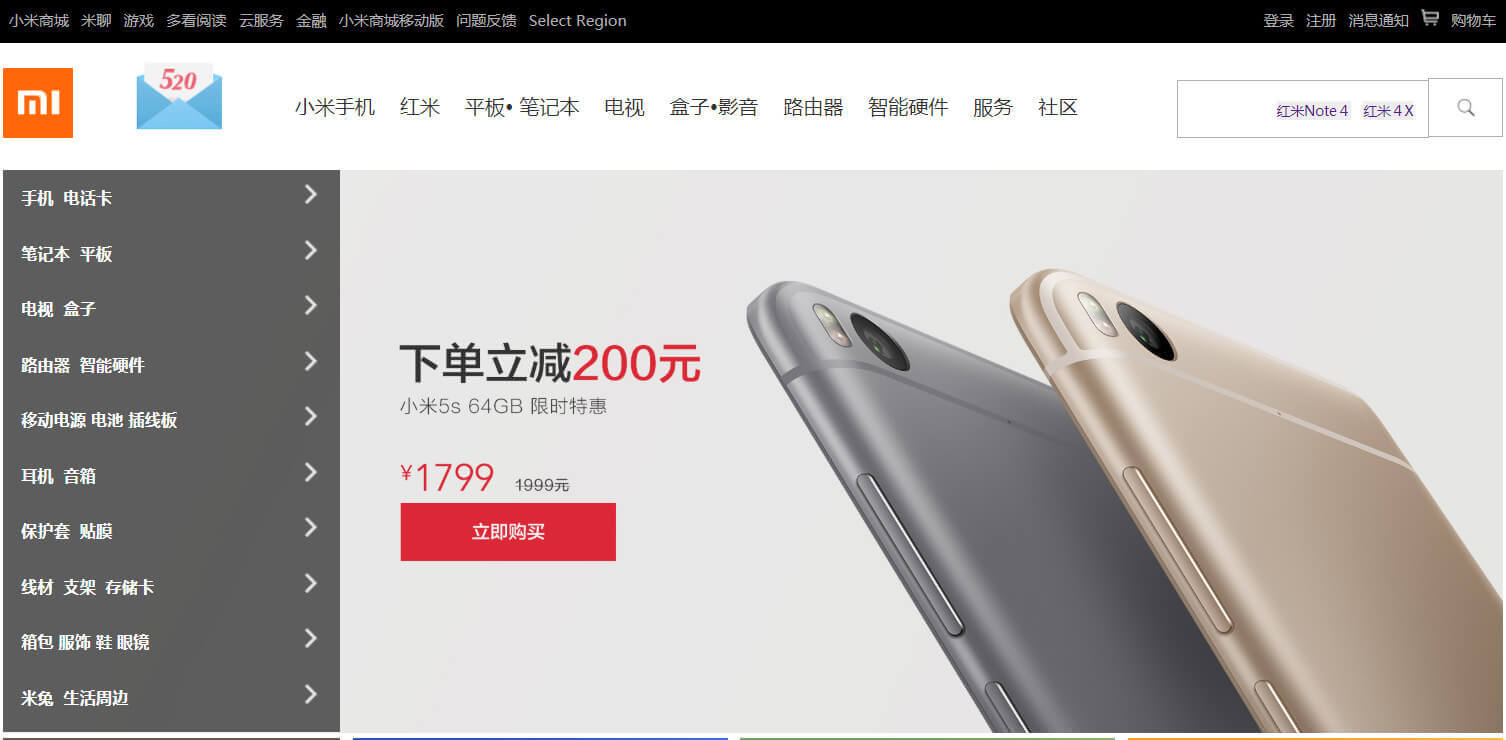 小米商城 米聊 游戏 多看阅读 云服务 金融 小米商城移动版 问题反馈 Select Region 登录 注册 消息通知 购物车
MI 520 小米手机 红米 平板• 笔记本 电视 盒子•影音 路由器 智能硬件 服务 社区 红米Note 4 红米 4 X
手机 电话卡
笔记本 平板
电视 盒子
路由器 智能硬件
移动电源 电池 插线板
耳机 音箱
保护套 贴膜
线材 支架 存储卡
箱包 服饰 鞋 眼镜
米兔 生活周边
下单立减200元
小米5s 64GB 限时特惠
¥1799 1999元
立即购买